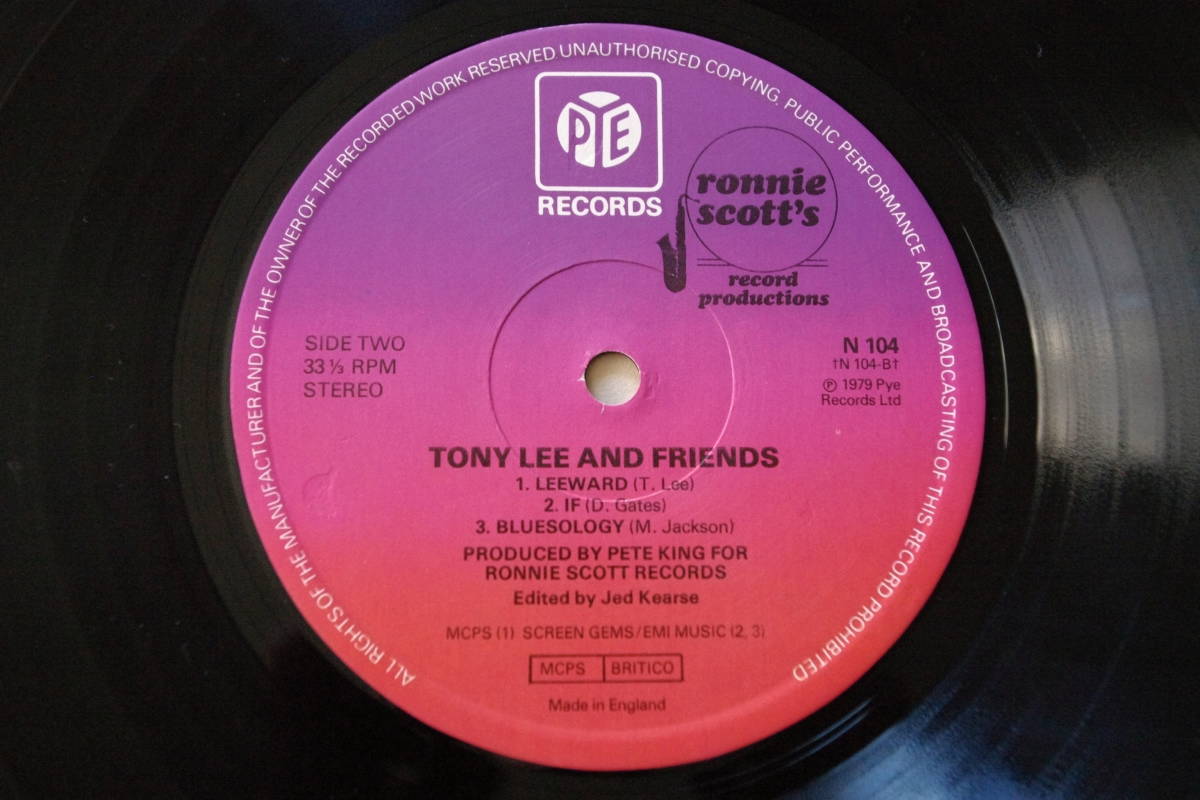 ALL RIGHTS OF THE MANUFACTURER AND OF THE OWNER OF THE RECORDED WORK RESERVED. UNAUTHORISED COPYING, PUBLIC PERFORMANCE AND BROADCASTING OF THIS RECORD PROHIBITED
PYE
RECORDS
ronnie
scott's
record
productions
SIDE TWO
33 ⅓ RPM
STEREO
N 104
†N 104-B†
℗ 1979 Pye
Records Ltd
TONY LEE AND FRIENDS
1. LEEWARD (T. Lee)
2. IF (D. Gates)
3. BLUESOLOGY (M. Jackson)
PRODUCED BY PETE KING FOR
RONNIE SCOTT RECORDS
Edited by Jed Kearse
MCPS (1) SCREEN GEMS/EMI MUSIC (2, 3)
MCPS BRITICO
Made in England